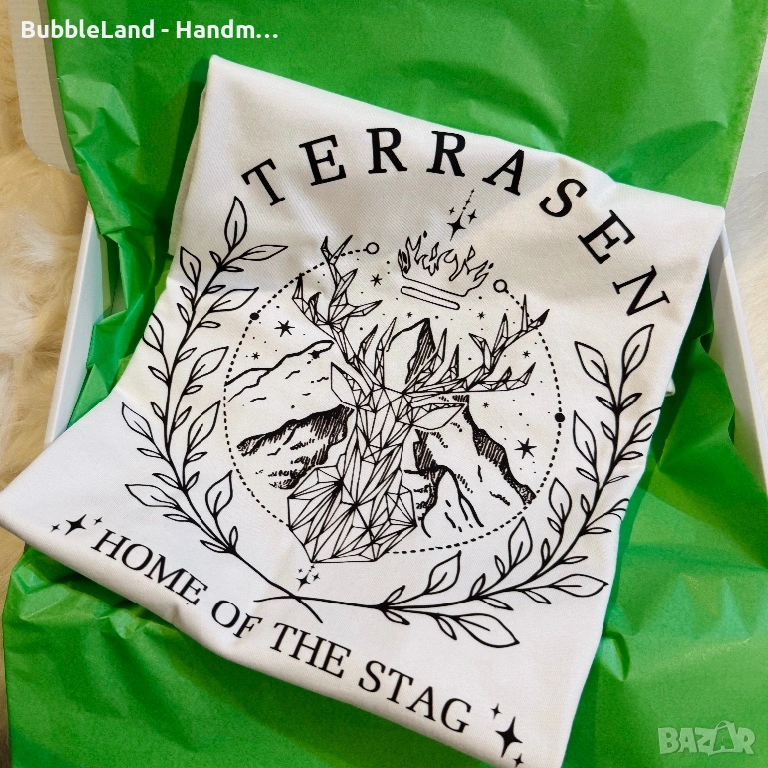 BubbleLand - Handm...
TERRASEN
HOME OF THE STAG
BAZAR